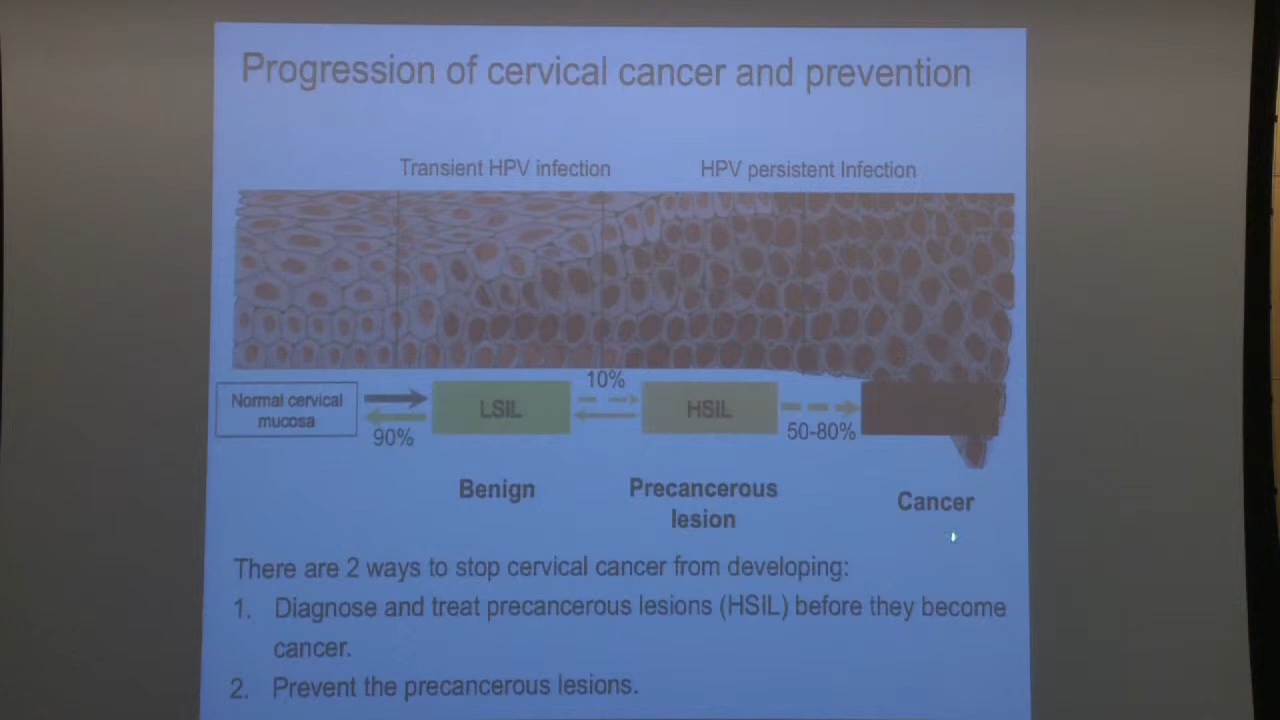 Progression of cervical cancer and prevention
Transient HPV infection
HPV persistent Infection
Normal cervical
mucosa
90%
LSIL
10%
HSIL
50-80%
Benign
Precancerous
lesion
Cancer
There are 2 ways to stop cervical cancer from developing:
1. Diagnose and treat precancerous lesions (HSIL) before they become
cancer.
2. Prevent the precancerous lesions.